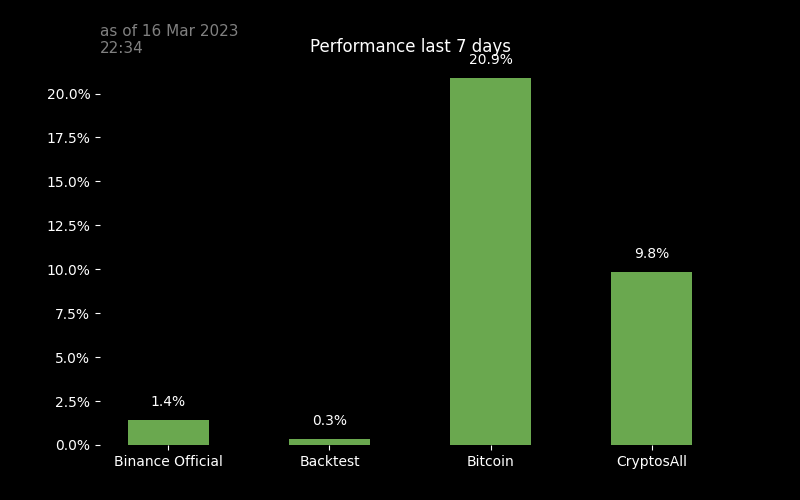 as of 16 Mar 2023
22:34
Performance last 7 days
20.9%
20.0%
17.5%
15.0%
12.5%
10.0%
7.5%
5.0%
2.5%
0.0%
9.8%
1.4%
0.3%
Binance Official
Backtest
Bitcoin
CryptosAll